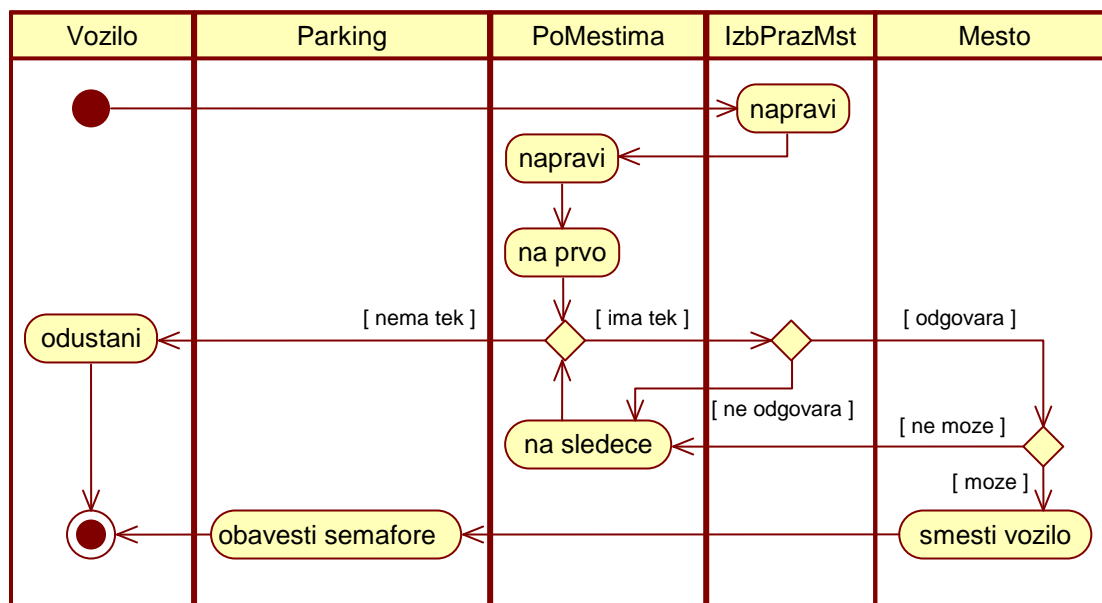 Vozilo
Parking
PoMestima
IzbPrazMst
Mesto
napravi
napravi
na prvo
[ nema tek ]
[ ima tek ]
[ odgovara ]
odustani
[ ne odgovara ]
[ ne moze ]
na sledece
[ moze ]
obavesti semafore
smesti vozilo